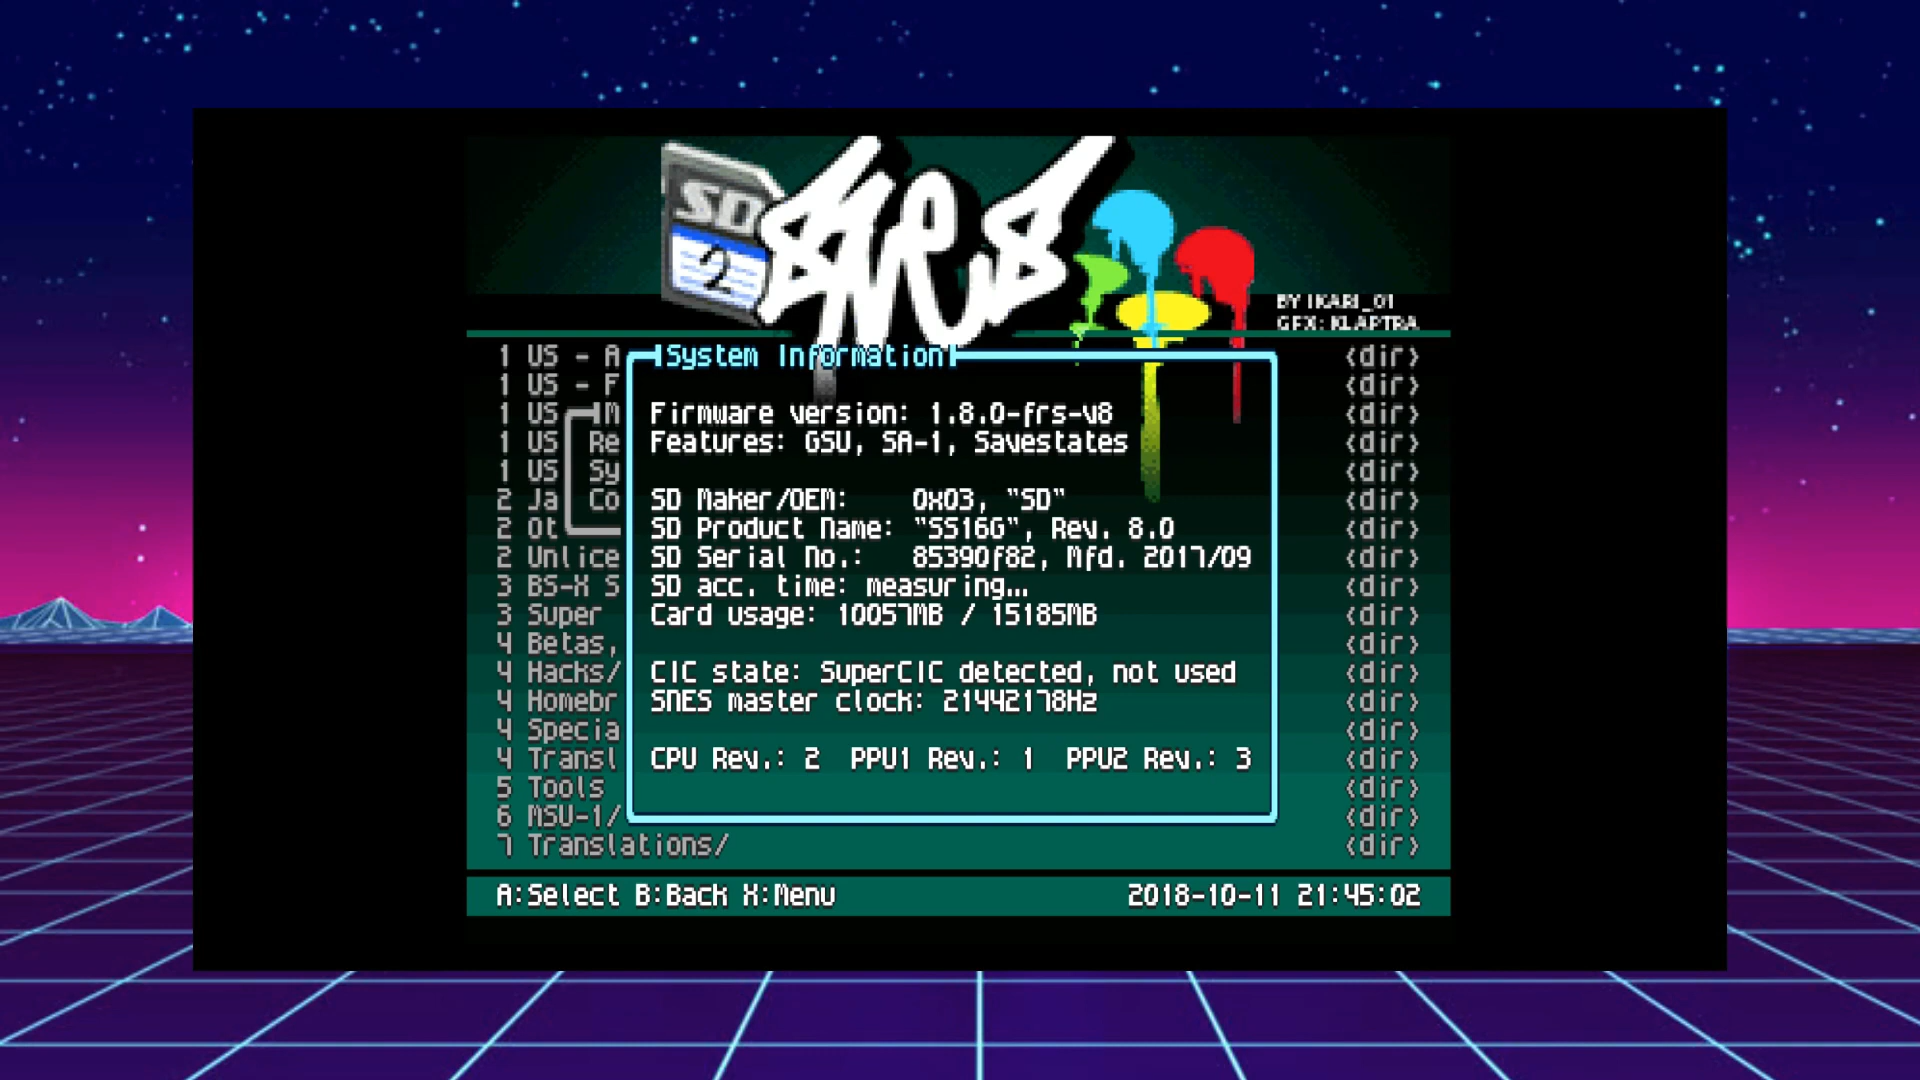 SD
2
SNES
BY IKARI_01
GFX: KLAPTRA
System Information
1 US - A <dir>
1 US - F <dir>
1 US M Firmware version: 1.8.0-frs-v8 <dir>
1 US Re Features: GSU, SA-1, Savestates <dir>
1 US Sy <dir>
2 Ja Co SD Maker/OEM: 0x03, "SD" <dir>
2 Ot SD Product Name: "SS16G", Rev. 8.0 <dir>
2 Unlice SD Serial No.: 85390f82, Mfd. 2017/09 <dir>
3 BS-X S SD acc. time: measuring... <dir>
3 Super Card usage: 10057MB / 15185MB <dir>
4 Betas, <dir>
4 Hacks/ CIC state: SuperCIC detected, not used <dir>
4 Homebr SNES master clock: 21442178Hz <dir>
4 Specia <dir>
4 Transl CPU Rev.: 2 PPU1 Rev.: 1 PPU2 Rev.: 3 <dir>
5 Tools <dir>
6 MSU-1/ <dir>
7 Translations/ <dir>
A:Select B:Back X:Menu 2018-10-11 21:45:02